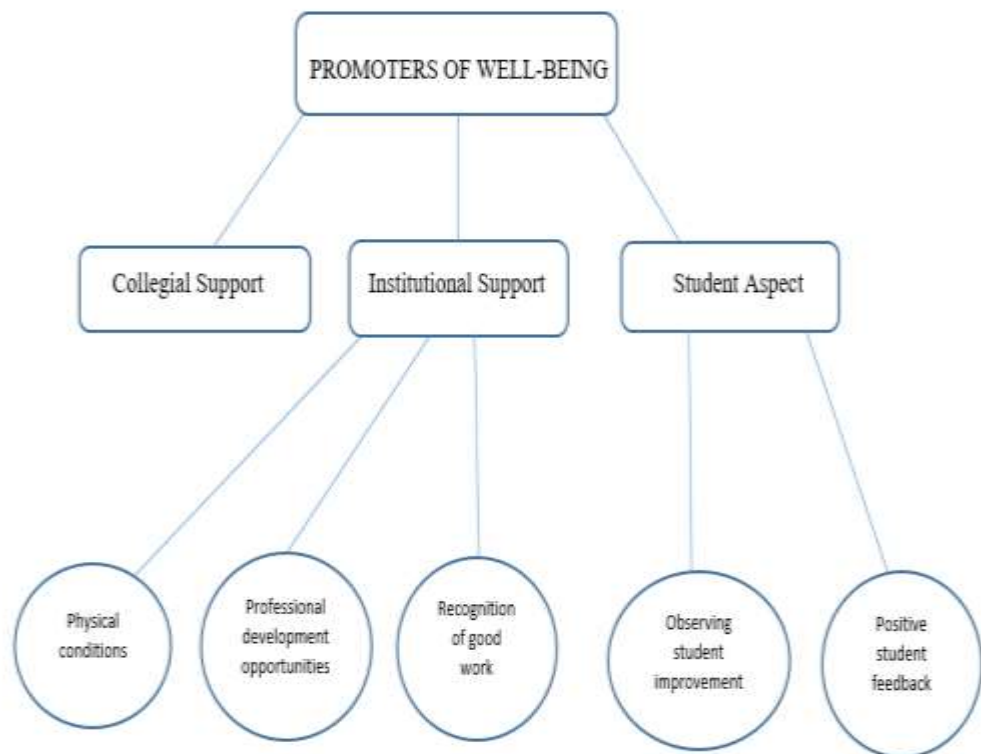 PROMOTERS OF WELL-BEING
Collegial Support
Institutional Support
Student Aspect
Physical
conditions
Professional
development
opportunities
Recognition
of good
work
Observing
student
improvement
Positive
student
feedback